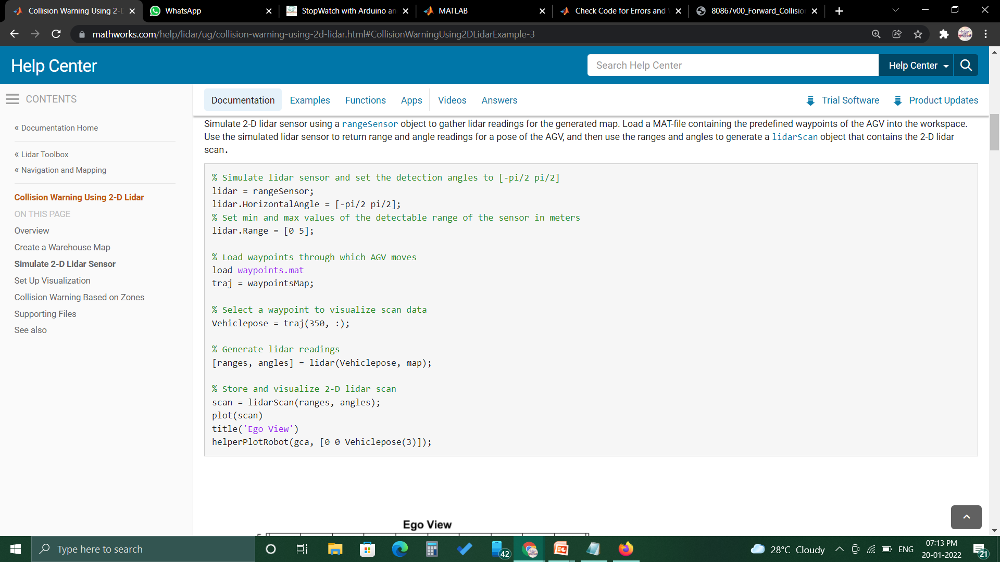 Collision Warning Using 2-D
WhatsApp
StopWatch with Arduino an
MATLAB
Check Code for Errors and
80867v00_Forward_Collisio
mathworks.com/help/lidar/ug/collision-warning-using-2d-lidar.html#CollisionWarningUsing2DLidarExample-3
Help Center
Search Help Center
Help Center
CONTENTS
Documentation
Examples
Functions
Apps
Videos
Answers
Trial Software
Product Updates
« Documentation Home
« Lidar Toolbox
« Navigation and Mapping
Collision Warning Using 2-D Lidar
ON THIS PAGE
Overview
Create a Warehouse Map
Simulate 2-D Lidar Sensor
Set Up Visualization
Collision Warning Based on Zones
Supporting Files
See also
Simulate 2-D lidar sensor using a rangeSensor object to gather lidar readings for the generated map. Load a MAT-file containing the predefined waypoints of the AGV into the workspace.
Use the simulated lidar sensor to return range and angle readings for a pose of the AGV, and then use the ranges and angles to generate a lidarScan object that contains the 2-D lidar
scan.
% Simulate lidar sensor and set the detection angles to [-pi/2 pi/2]
lidar = rangeSensor;
lidar.HorizontalAngle = [-pi/2 pi/2];
% Set min and max values of the detectable range of the sensor in meters
lidar.Range = [0 5];
% Load waypoints through which AGV moves
load waypoints.mat
traj = waypointsMap;
% Select a waypoint to visualize scan data
Vehiclepose = traj(350, :);
% Generate lidar readings
[ranges, angles] = lidar(Vehiclepose, map);
% Store and visualize 2-D lidar scan
scan = lidarScan(ranges, angles);
plot(scan)
title('Ego View')
helperPlotRobot(gca, [0 0 Vehiclepose(3)]);
Ego View
Type here to search
42
28°C Cloudy
ENG
07:13 PM
20-01-2022
21